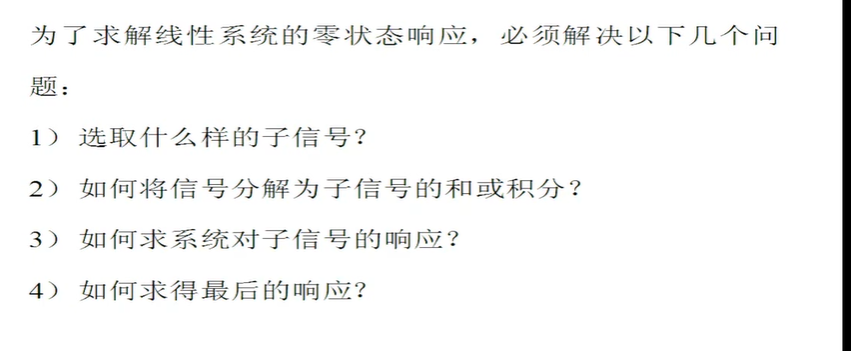 为了求解线性系统的零状态响应，必须解决以下几个问
题：
1） 选取什么样的子信号？
2） 如何将信号分解为子信号的和或积分？
3） 如何求系统对子信号的响应？
4） 如何求得最后的响应？